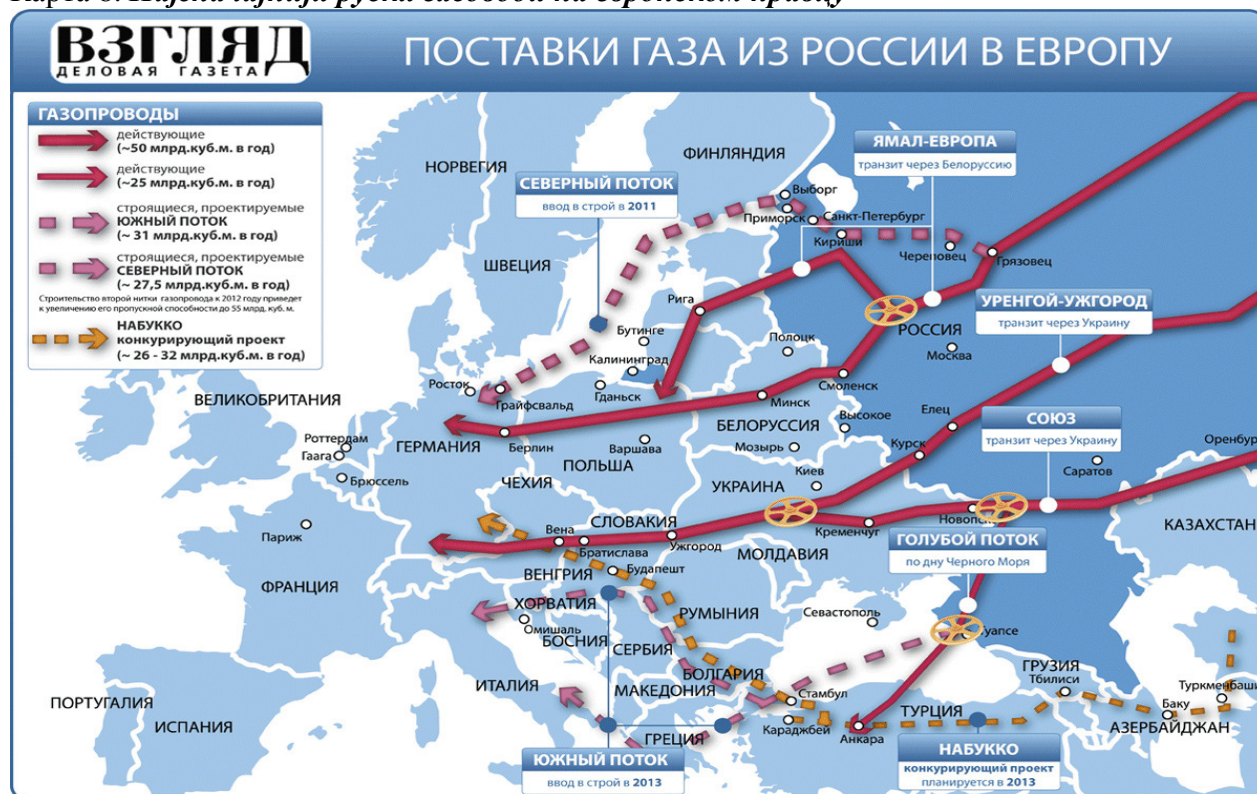 ВЗГЛЯД
ДЕЛОВАЯ ГАЗЕТА
ПОСТАВКИ ГАЗА ИЗ РОССИИ В ЕВРОПУ
ГАЗОПРОВОДЫ
действующие
(~50 млрд.куб.м. в год)
действующие
(~25 млрд.куб.м. в год)
строящиеся, проектируемые
ЮЖНЫЙ ПОТОК
(~ 31 млрд.куб.м. в год)
строящиеся, проектируемые
СЕВЕРНЫЙ ПОТОК
(~ 27,5 млрд.куб.м. в год)
Строительство второй нитки газопровода к 2012 году приведет
к увеличению его пропускной способности до 55 млрд. куб. м.
НАБУККО
конкурирующий проект
(~ 26 - 32 млрд.куб.м. в год)
НОРВЕГИЯ
ФИНЛЯНДИЯ
ЯМАЛ-ЕВРОПА
транзит через Белоруссию
СЕВЕРНЫЙ ПОТОК
ввод в строй в 2011
Выборг
Приморск
Санкт-Петербург
Кириши
Череповец
Грязовец
ШВЕЦИЯ
Рига
УРЕНГОЙ-УЖГОРОД
транзит через Украину
РОССИЯ
Москва
Бутинге
Полоцк
Калининград
Смоленск
Росток
Грайфсвальд
Гданьск
Минск
ВЕЛИКОБРИТАНИЯ
БЕЛОРУССИЯ
Высокое
Елец
СОЮЗ
транзит через Украину
Роттердам
Гаага
ГЕРМАНИЯ
Берлин
Варшава
Мозырь
Курск
Оренбур
Саратов
ПОЛЬША
Брюссель
ЧЕХИЯ
Киев
УКРАИНА
Париж
СЛОВАКИЯ
Вена
Братислава
Ужгород
Кременчуг
Новопс
КАЗАХСТАН
ГОЛУБОЙ ПОТОК
по дну Черного Моря
МОЛДАВИЯ
ВЕНГРИЯ
Будапешт
ФРАНЦИЯ
ХОРВАТИЯ
РУМЫНИЯ
Севастополь
Омишаль
БОСНИЯ
СЕРБИЯ
Туапсе
БОЛГАРИЯ
ГРУЗИЯ
Тбилиси
ИТАЛИЯ
МАКЕДОНИЯ
Стамбул
Туркменбаши
ПОРТУГАЛИЯ
ИСПАНИЯ
ТУРЦИЯ
Баку
Караджбей
Анкара
АЗЕРБАЙДЖАН
ГРЕЦИЯ
ЮЖНЫЙ ПОТОК
ввод в строй в 2013
НАБУККО
конкурирующий проект
планируется в 2013